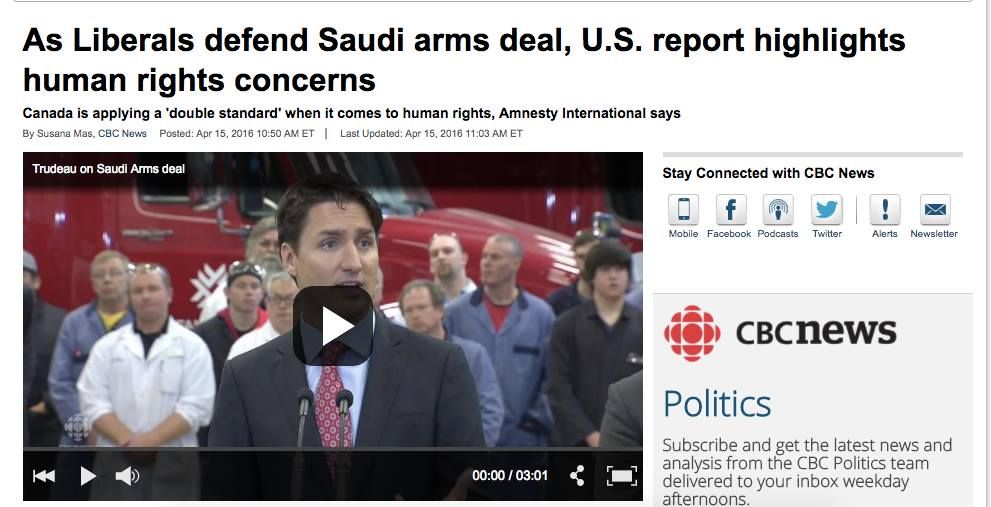 As Liberals defend Saudi arms deal, U.S. report highlights
human rights concerns
Canada is applying a 'double standard' when it comes to human rights, Amnesty International says
By Susana Mas, CBC News Posted: Apr 15, 2016 10:50 AM ET | Last Updated: Apr 15, 2016 11:03 AM ET
Trudeau on Saudi Arms deal
00:00 / 03:01
Stay Connected with CBC News
Mobile Facebook Podcasts Twitter Alerts Newsletter
CBCnews
Politics
Subscribe and get the latest news and
analysis from the CBC Politics team
delivered to your inbox weekday
afternoons.